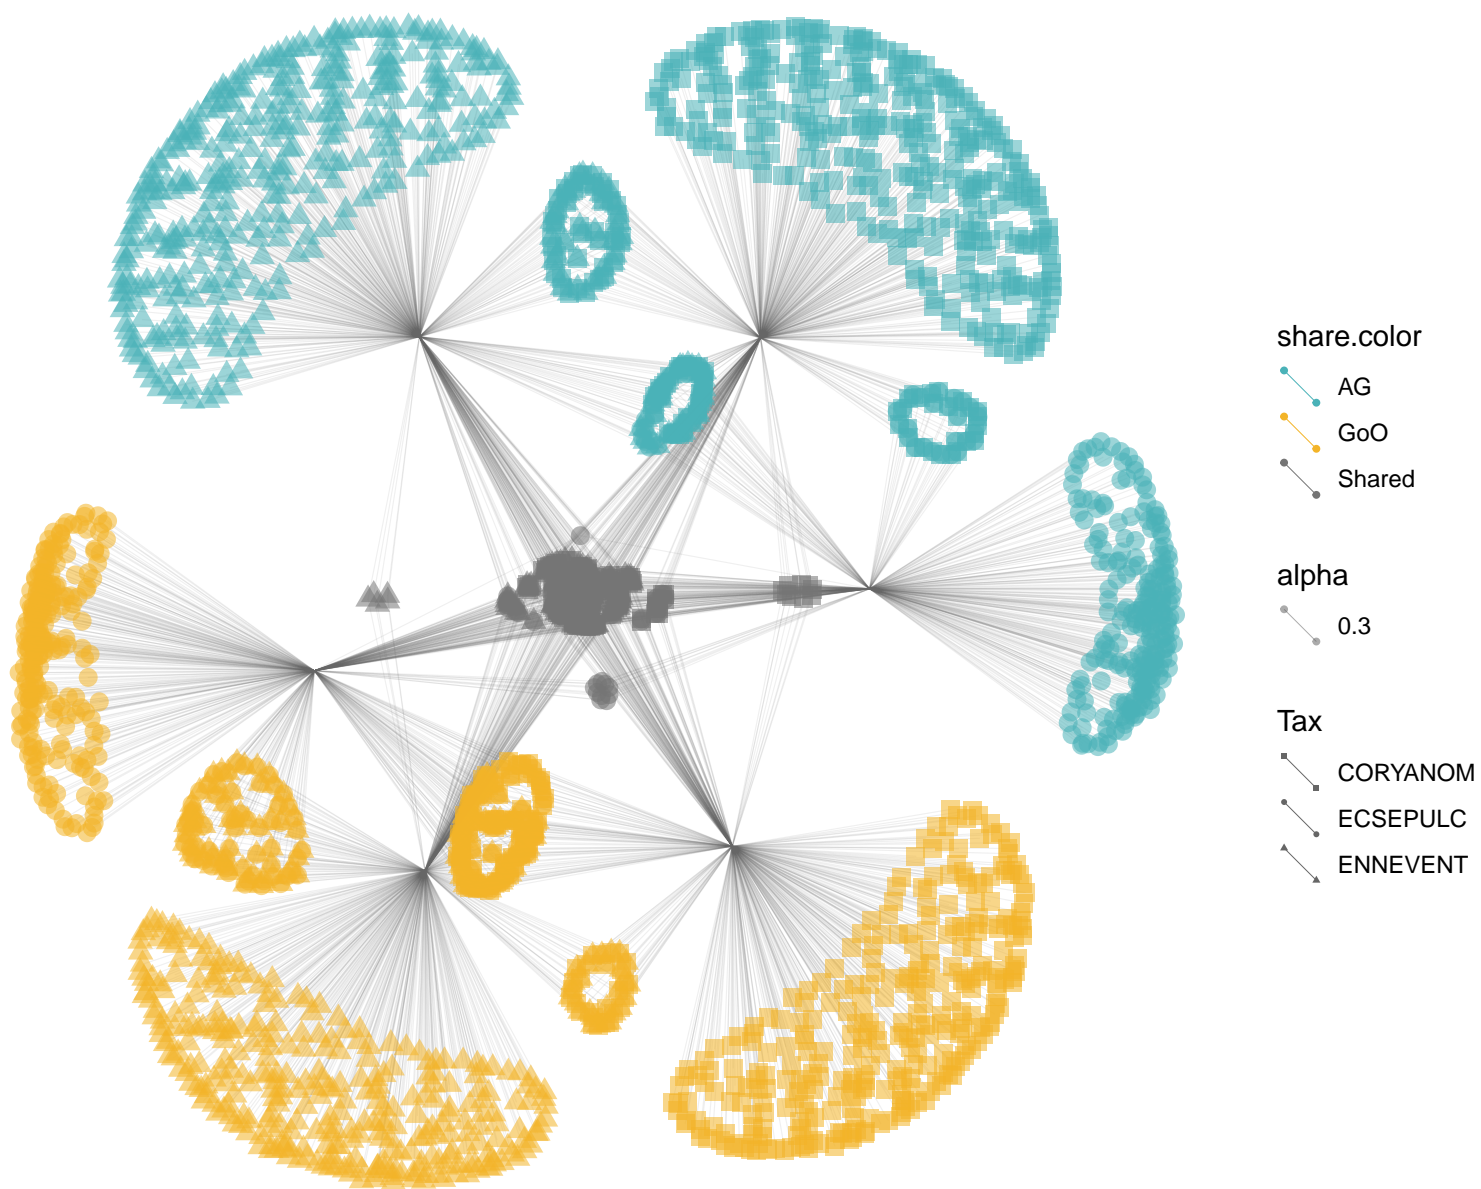 share.color
AG
GoO
Shared
alpha
0.3
Tax
CORYANOM
ECSEPULC
ENNEVENT